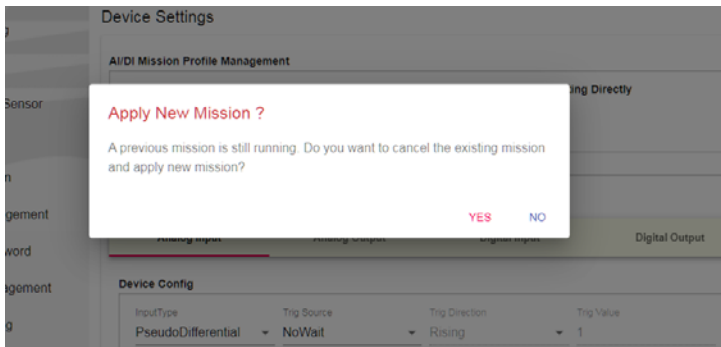 Device Settings
AI/DI Mission Profile Management
ing Directly
Sensor
Apply New Mission ?
A previous mission is still running. Do you want to cancel the existing mission
and apply new mission?
n
gement
YES NO
Analog Input Analog Output Digital Input Digital Output
word
agement
Device Config
g
InputType Trig Source Trig Direction Trig Value
PseudoDifferential NoWait Rising 1